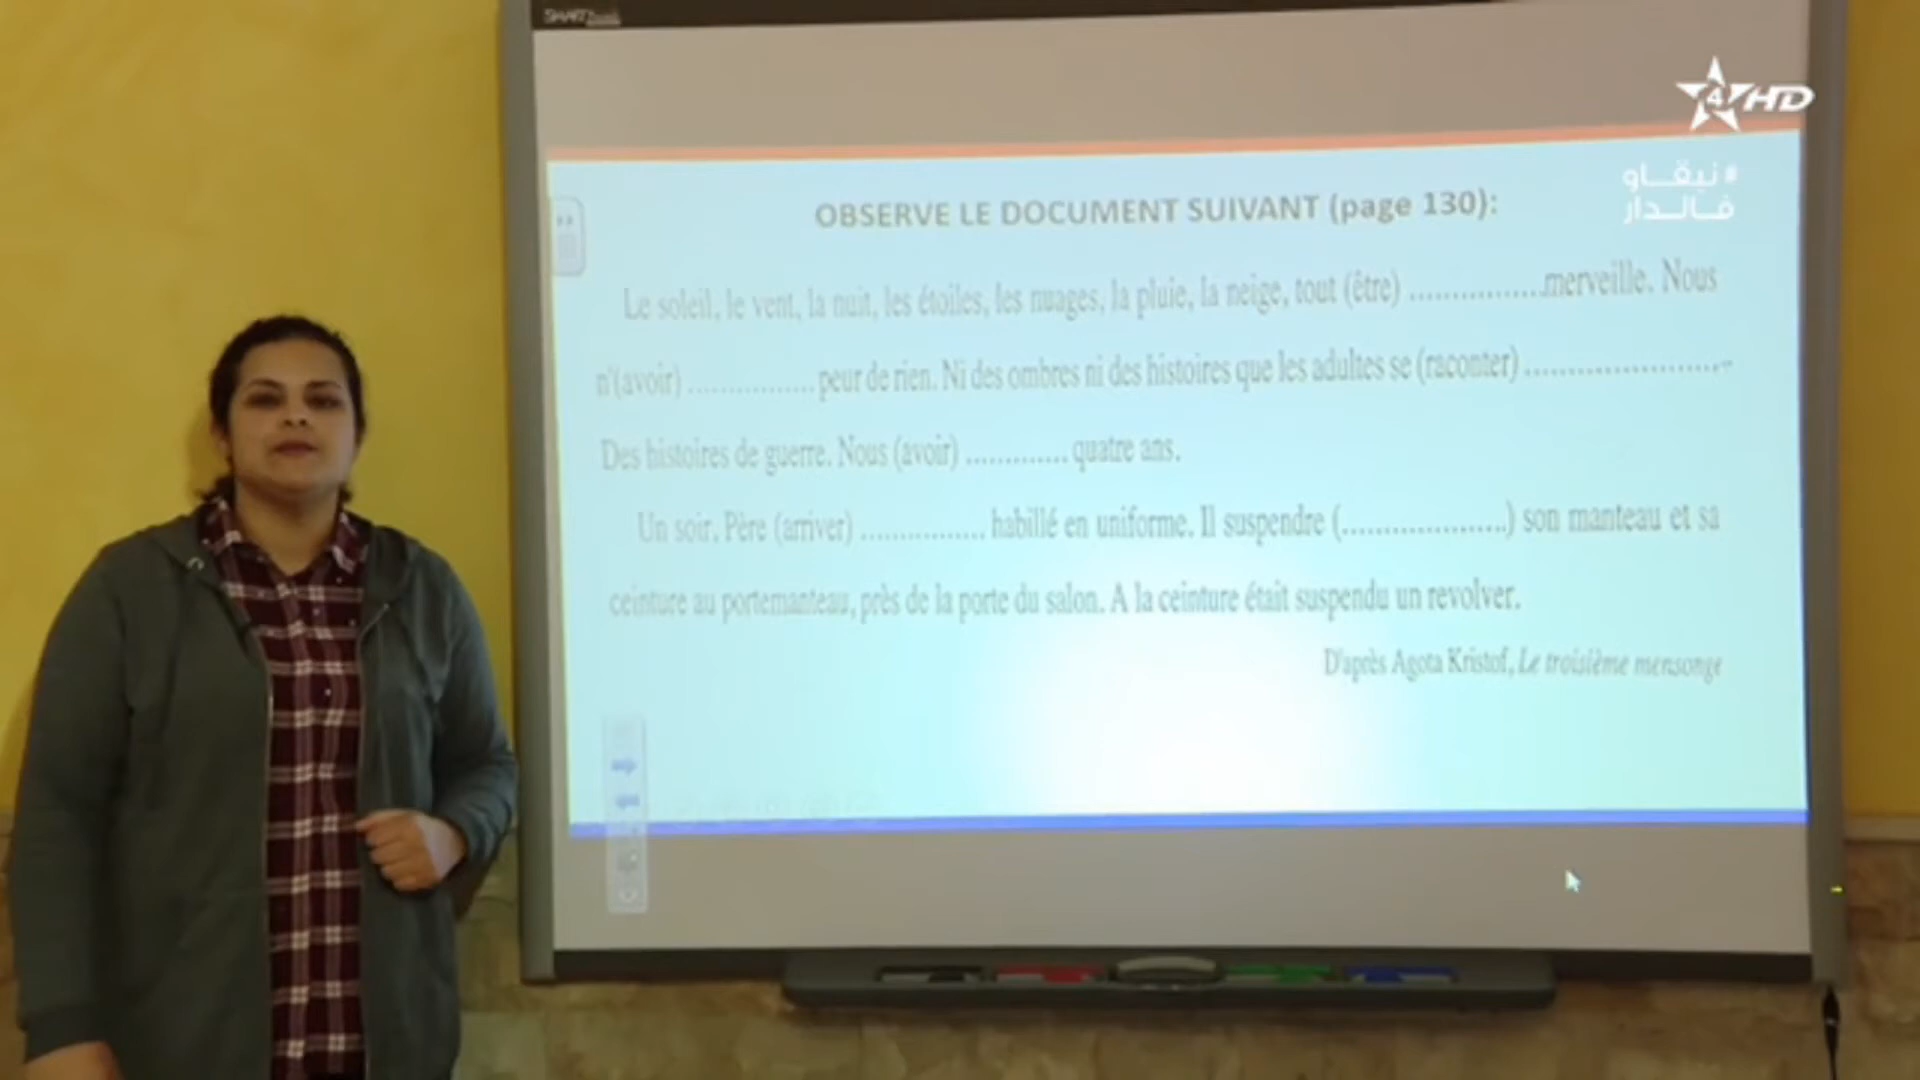 SMART
4 HD
#نبقاو
فالدار
OBSERVE LE DOCUMENT SUIVANT (page 130):
Le soleil, le vent, la nuit, les étoiles, les nuages, la pluie, la neige, tout (être) ................merveille. Nous
n'(avoir) ............... peur de rien. Ni des ombres ni des histoires que les adultes se (raconter) .......................
Des histoires de guerre. Nous (avoir) ............. quatre ans.
Un soir, Père (arriver) ................ habillé en uniforme. Il suspendre (....................) son manteau et sa
ceinture au portemanteau, près de la porte du salon. A la ceinture était suspendu un revolver.
D'après Agota Kristof, Le troisième mensonge